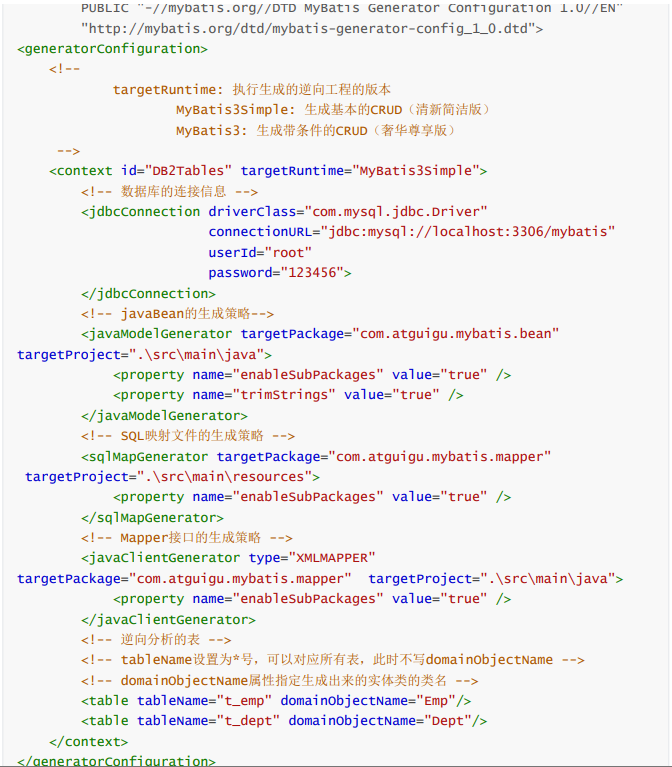 PUBLIC "-//mybatis.org//DTD MyBatis Generator Configuration 1.0//EN"
"http://mybatis.org/dtd/mybatis-generator-config_1_0.dtd">
<generatorConfiguration>
<!--
targetRuntime: 执行生成的逆向工程的版本
MyBatis3Simple: 生成基本的CRUD（清新简洁版）
MyBatis3: 生成带条件的CRUD（奢华尊享版）
-->
<context id="DB2Tables" targetRuntime="MyBatis3Simple">
<!-- 数据库的连接信息 -->
<jdbcConnection driverClass="com.mysql.jdbc.Driver"
connectionURL="jdbc:mysql://localhost:3306/mybatis"
userId="root"
password="123456">
</jdbcConnection>
<!-- javaBean的生成策略-->
<javaModelGenerator targetPackage="com.atguigu.mybatis.bean"
targetProject=".\src\main\java">
<property name="enableSubPackages" value="true" />
<property name="trimStrings" value="true" />
</javaModelGenerator>
<!-- SQL映射文件的生成策略 -->
<sqlMapGenerator targetPackage="com.atguigu.mybatis.mapper"
targetProject=".\src\main\resources">
<property name="enableSubPackages" value="true" />
</sqlMapGenerator>
<!-- Mapper接口的生成策略 -->
<javaClientGenerator type="XMLMAPPER"
targetPackage="com.atguigu.mybatis.mapper"  targetProject=".\src\main\java">
<property name="enableSubPackages" value="true" />
</javaClientGenerator>
<!-- 逆向分析的表 -->
<!-- tableName设置为*号，可以对应所有表，此时不写domainObjectName -->
<!-- domainObjectName属性指定生成出来的实体类的类名 -->
<table tableName="t_emp" domainObjectName="Emp"/>
<table tableName="t_dept" domainObjectName="Dept"/>
</context>
</generatorConfiguration>